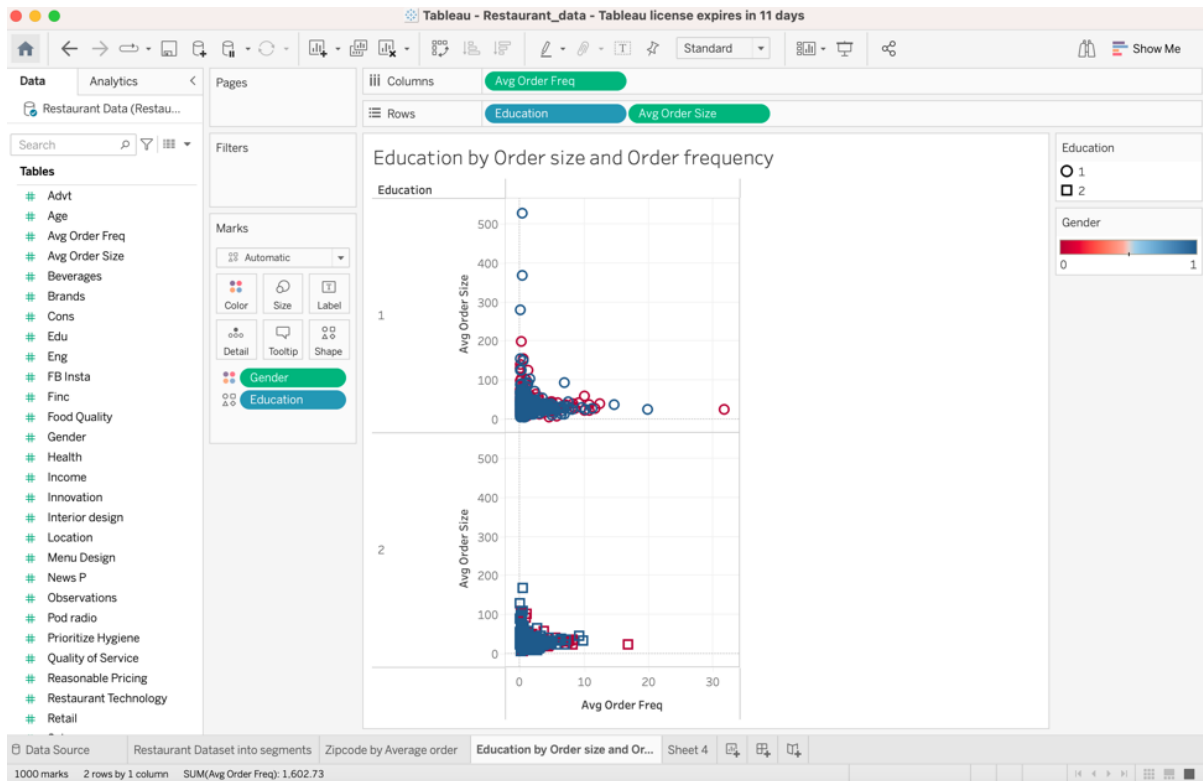 Tableau - Restaurant_data - Tableau license expires in 11 days
Standard
Show Me
Data
Analytics
Restaurant Data (Restau...
Search
Tables
Advt
Age
Avg Order Freq
Avg Order Size
Beverages
Brands
Cons
Edu
Eng
FB Insta
Finc
Food Quality
Gender
Health
Income
Innovation
Interior design
Location
Menu Design
News P
Observations
Pod radio
Prioritize Hygiene
Quality of Service
Reasonable Pricing
Restaurant Technology
Retail
Pages
Filters
Marks
Automatic
Color Size Label
Detail Tooltip Shape
Gender
Education
Columns Avg Order Freq
Rows Education Avg Order Size
Education by Order size and Order frequency
Education
1
Avg Order Size
500
400
300
200
100
0
2
Avg Order Size
500
400
300
200
100
0
0 10 20 30
Avg Order Freq
Education
1
2
Gender
0 1
Data Source Restaurant Dataset into segments Zipcode by Average order Education by Order size and Or... Sheet 4
1000 marks 2 rows by 1 column SUM(Avg Order Freq): 1,602.73